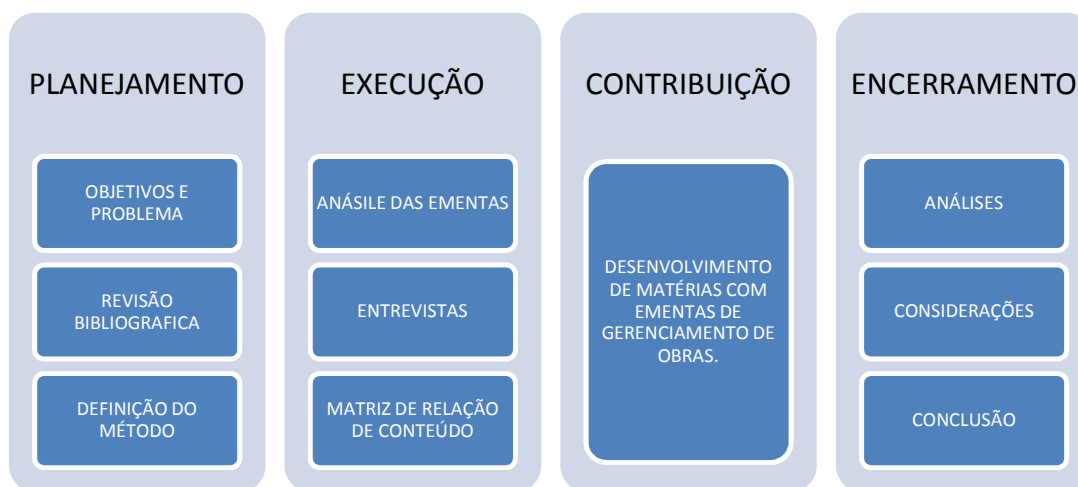 PLANEJAMENTO
OBJETIVOS E
PROBLEMA
REVISÃO
BIBLIOGRAFICA
DEFINIÇÃO DO
MÉTODO
EXECUÇÃO
ANÁSILE DAS EMENTAS
ENTREVISTAS
MATRIZ DE RELAÇÃO
DE CONTEÚDO
CONTRIBUIÇÃO
DESENVOLVIMENTO
DE MATÉRIAS COM
EMENTAS DE
GERENCIAMENTO DE
OBRAS.
ENCERRAMENTO
ANÁLISES
CONSIDERAÇÕES
CONCLUSÃO